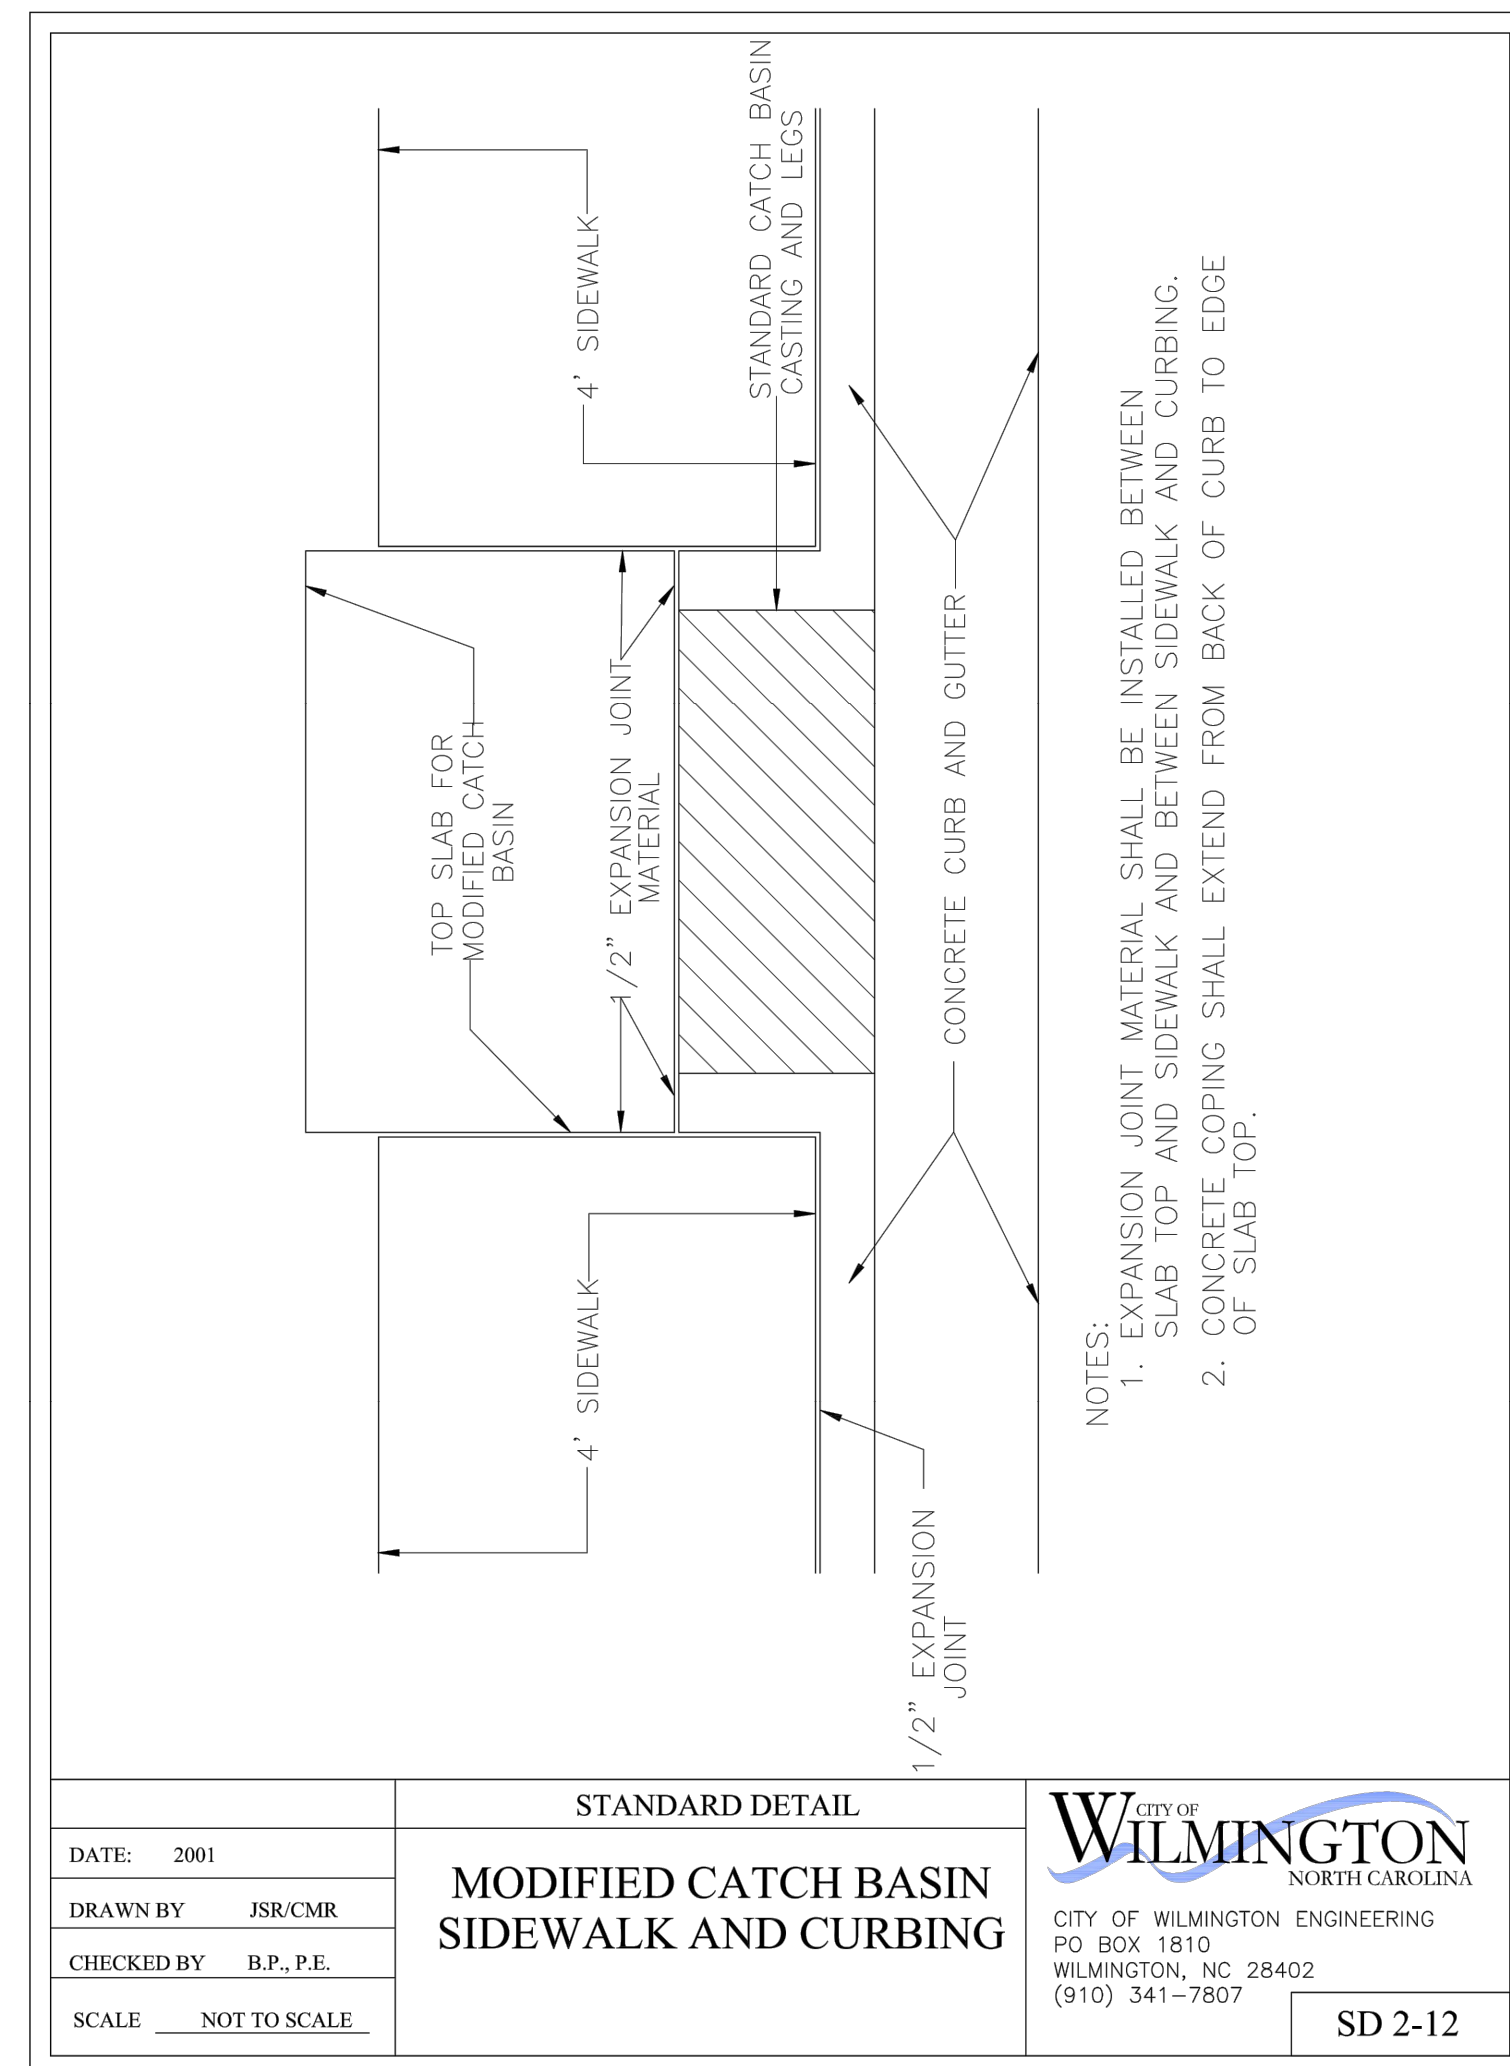 4' SIDEWALK
STANDARD CATCH BASIN
CASTING AND LEGS
TOP SLAB FOR
MODIFIED CATCH
BASIN
1/2" EXPANSION JOINT
MATERIAL
CONCRETE CURB AND GUTTER
4' SIDEWALK
1/2" EXPANSION
JOINT
NOTES:
1. EXPANSION JOINT MATERIAL SHALL BE INSTALLED BETWEEN
SLAB TOP AND SIDEWALK AND BETWEEN SIDEWALK AND CURBING.
2. CONCRETE COPING SHALL EXTEND FROM BACK OF CURB TO EDGE
OF SLAB TOP.
STANDARD DETAIL
DATE: 2001
DRAWN BY JSR/CMR
CHECKED BY B.P., P.E.
SCALE NOT TO SCALE
MODIFIED CATCH BASIN
SIDEWALK AND CURBING
CITY OF
WILMINGTON
NORTH CAROLINA
CITY OF WILMINGTON ENGINEERING
PO BOX 1810
WILMINGTON, NC 28402
(910) 341-7807
SD 2-12